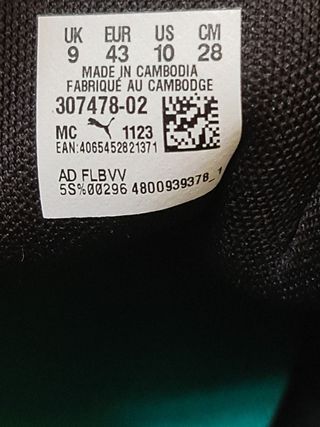 UK EUR US CM
9 43 10 28
MADE IN CAMBODIA
FABRIQUÉ AU CAMBODGE
307478-02
MC 1123
EAN:4065452821371
AD FLBVV
5S%00296 4800939378_1